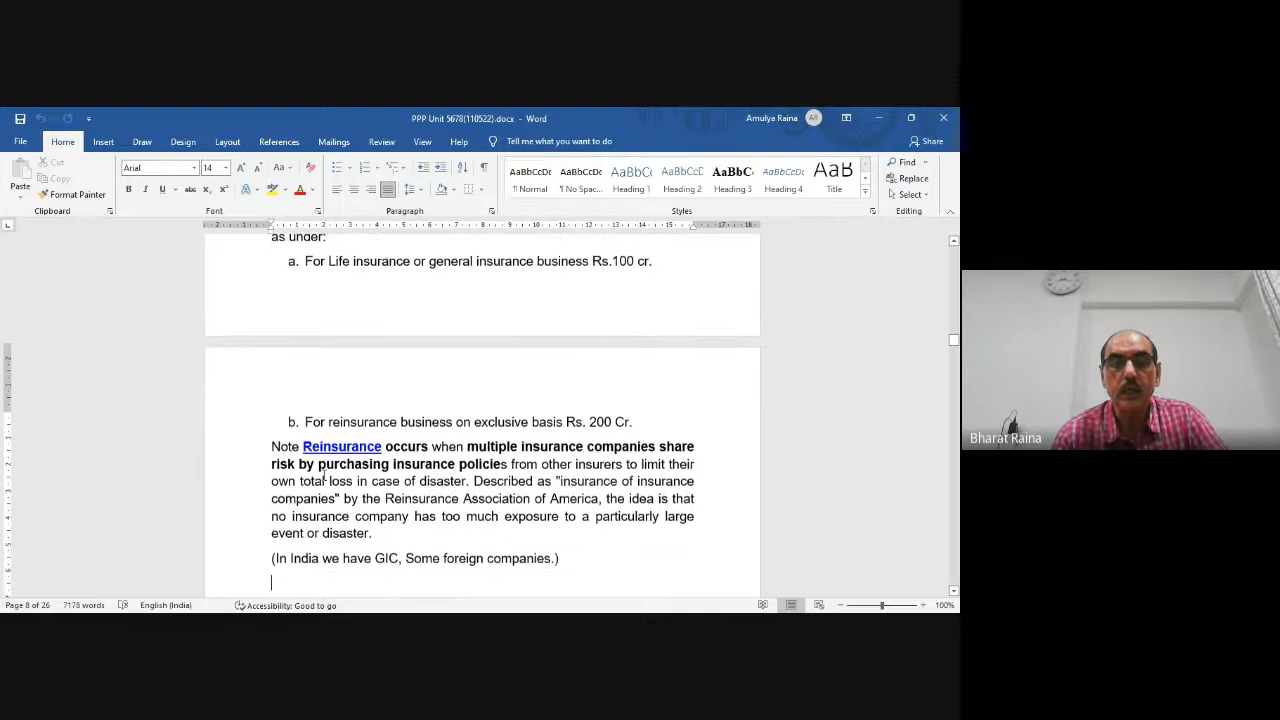 PPP Unit 5678(110522).docx - Word
Amulya Raina
AR
File Home Insert Draw Design Layout References Mailings Review View Help Tell me what you want to do
Share
Paste
Cut
Copy
Format Painter
Clipboard
Arial 14
Font
Paragraph
AaBbCcDc AaBbCcDc AaBbCc AaBbCcD AaBbC AaBbCcDc AaB
¶ Normal ¶ No Spac... Heading 1 Heading 2 Heading 3 Heading 4 Title
Styles
Find
Replace
Select
Editing
as under:
a. For Life insurance or general insurance business Rs.100 cr.
b. For reinsurance business on exclusive basis Rs. 200 Cr.
Note Reinsurance occurs when multiple insurance companies share
risk by purchasing insurance policies from other insurers to limit their
own total loss in case of disaster. Described as "insurance of insurance
companies" by the Reinsurance Association of America, the idea is that
no insurance company has too much exposure to a particularly large
event or disaster.
(In India we have GIC, Some foreign companies.)
Page 8 of 26 7178 words English (India) Accessibility: Good to go 100%
Bharat Raina